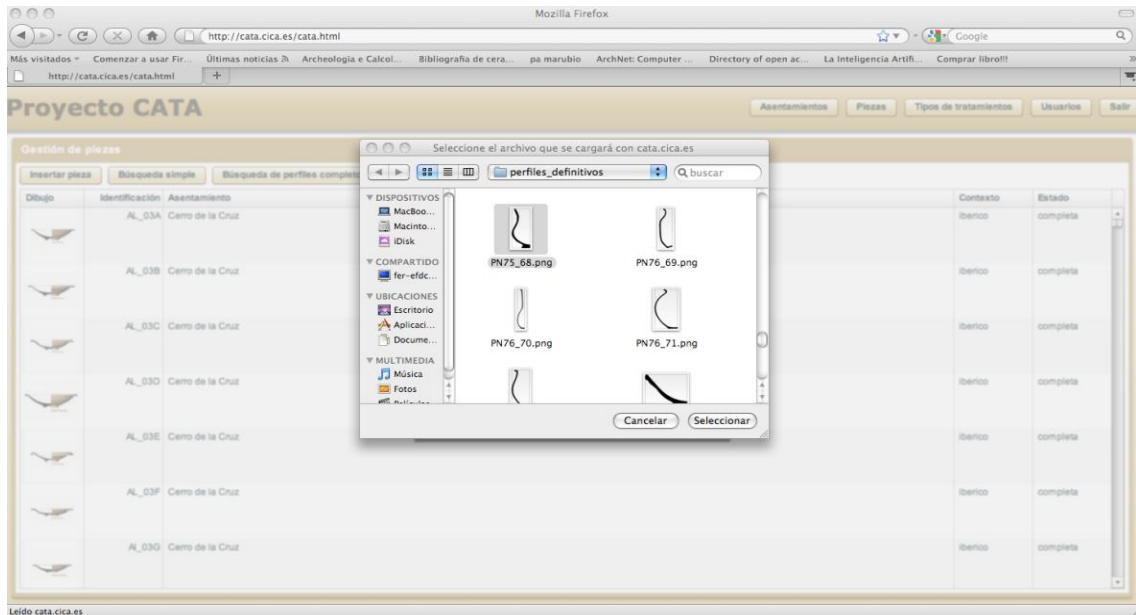 Mozilla Firefox
http://cata.cica.es/cata.html
Google
Más visitados Comenzar a usar Fir... Últimas noticias Archeologia e Calcol... Bibliografia de cera... pa marubio ArchNet: Computer ... Directory of open ac... La Inteligencia Artifi... Comprar libro!!!
http://cata.cica.es/cata.html
Proyecto CATA
Asentamientos Piezas Tipos de tratamientos Usuarios Salir
Gestión de piezas
Insertar pieza Búsqueda simple Búsqueda de perfiles complet
Dibujo Identificación Asentamiento Contexto Estado
AL_03A Cerro de la Cruz iberico completa
AL_03B Cerro de la Cruz iberico completa
AL_03C Cerro de la Cruz iberico completa
AL_03D Cerro de la Cruz iberico completa
AL_03E Cerro de la Cruz iberico completa
AL_03F Cerro de la Cruz iberico completa
Al_03G Cerro de la Cruz iberico completa
Seleccione el archivo que se cargará con cata.cica.es
perfiles_definitivos
buscar
DISPOSITIVOS
MacBoo...
Macinto...
iDisk
COMPARTIDO
fer-efdc...
UBICACIONES
Escritorio
Aplicaci...
Docume...
MULTIMEDIA
Música
Fotos
PN75_68.png PN76_69.png
PN76_70.png PN76_71.png
Cancelar Seleccionar
Leído cata.cica.es